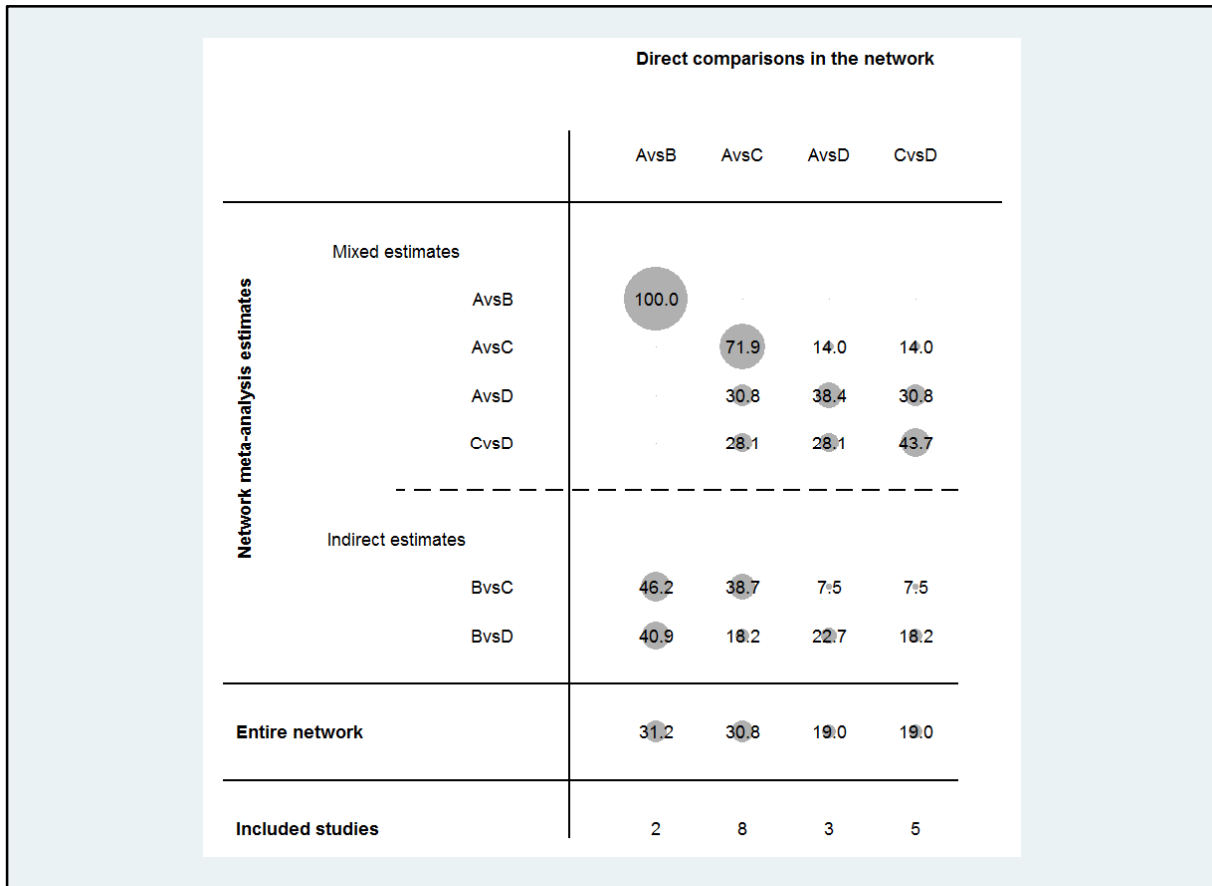 Direct comparisons in the network
AvsB AvsC AvsD CvsD
Network meta-analysis estimates
Mixed estimates
AvsB 100.0
AvsC 71.9 14.0 14.0
AvsD 30.8 38.4 30.8
CvsD 28.1 28.1 43.7
Indirect estimates
BvsC 46.2 38.7 7.5 7.5
BvsD 40.9 18.2 22.7 18.2
Entire network 31.2 30.8 19.0 19.0
Included studies 2 8 3 5